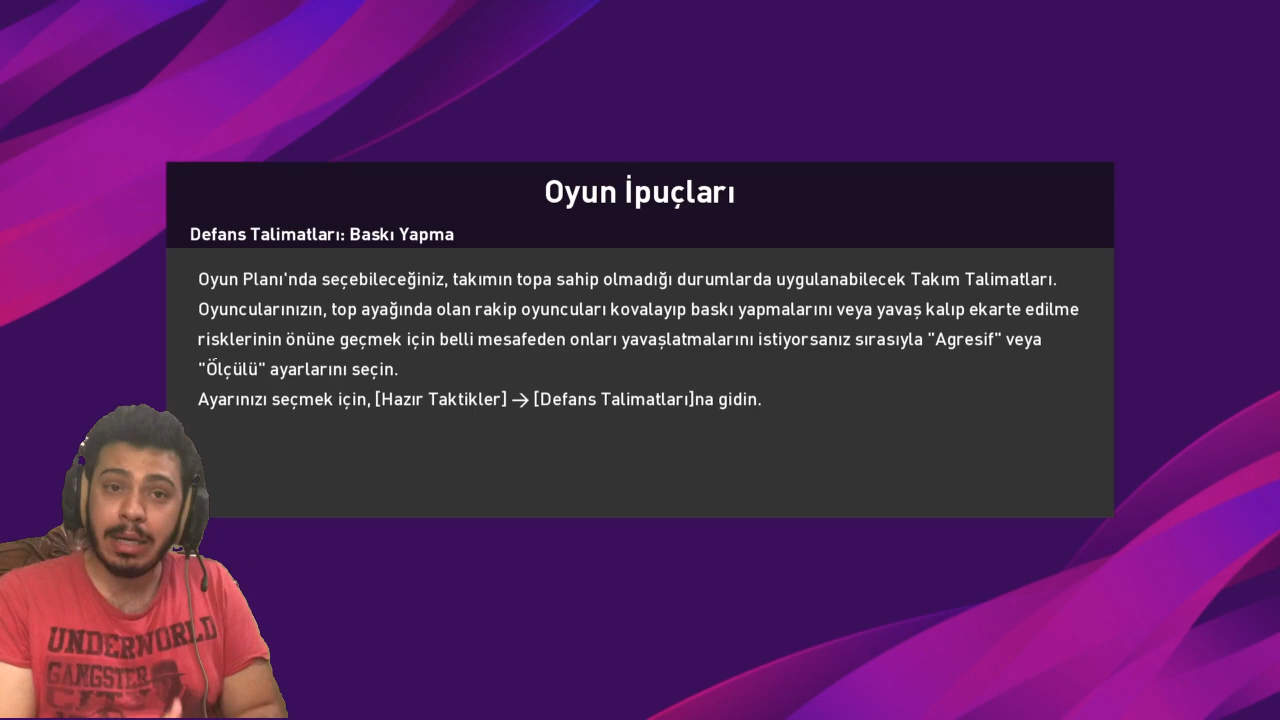 Oyun İpuçları
Defans Talimatları: Baskı Yapma
Oyun Planı'nda seçebileceğiniz, takımın topa sahip olmadığı durumlarda uygulanabilecek Takım Talimatları.
Oyuncularınızın, top ayağında olan rakip oyuncuları kovalayıp baskı yapmalarını veya yavaş kalıp ekarte edilme
risklerinin önüne geçmek için belli mesafeden onları yavaşlatmalarını istiyorsanız sırasıyla "Agresif" veya
"Ölçülü" ayarlarını seçin.
Ayarınızı seçmek için, [Hazır Taktikler] → [Defans Talimatları]na gidin.
UNDERWORLD
GANGSTER
CITY